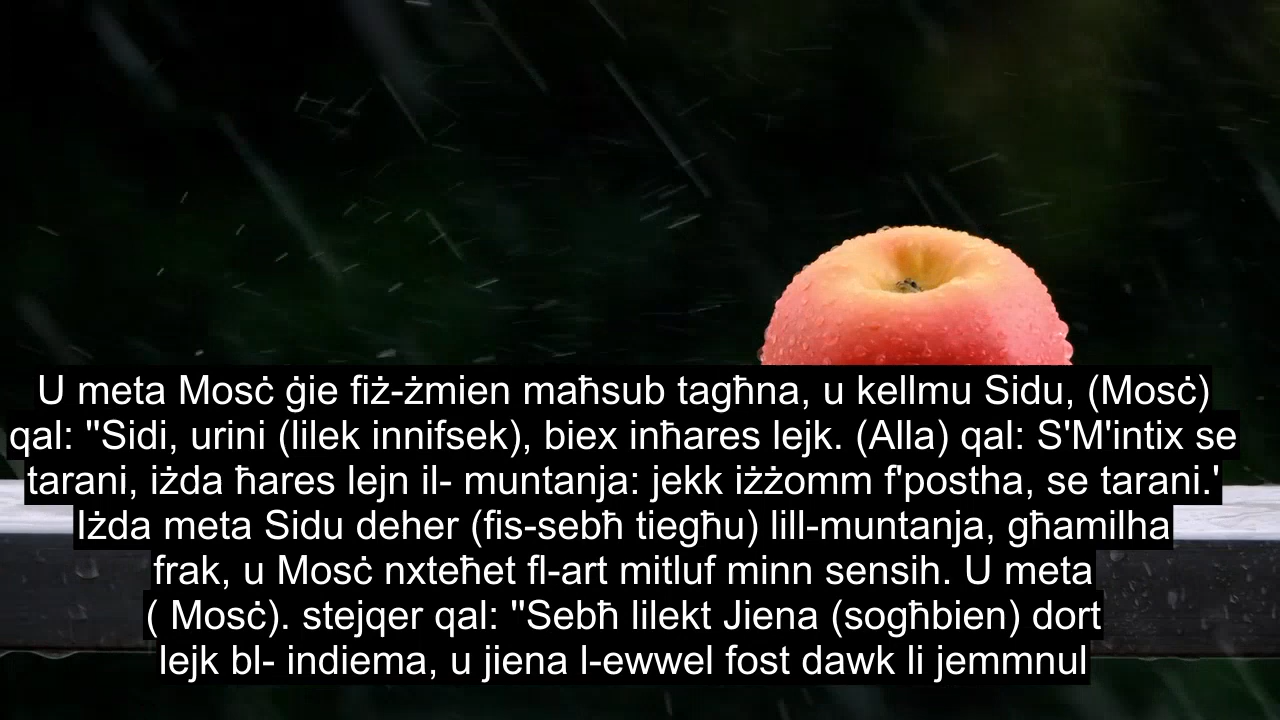 U meta Mosċ ġie fiż-żmien maħsub tagħna, u kellmu Sidu, (Mosċ)
qal: "Sidi, urini (lilek innifsek), biex inħares lejk. (Alla) qal: S'M'intix se
tarani, iżda ħares lejn il- muntanja: jekk iżżomm f'postha, se tarani.'
Iżda meta Sidu deher (fis-sebħ tiegħu) lill-muntanja, għamilha
frak, u Mosċ nxteħet fl-art mitluf minn sensih. U meta
( Mosċ). stejqer qal: "Sebħ lilekt Jiena (sogħbien) dort
lejk bl- indiema, u jiena l-ewwel fost dawk li jemmnul